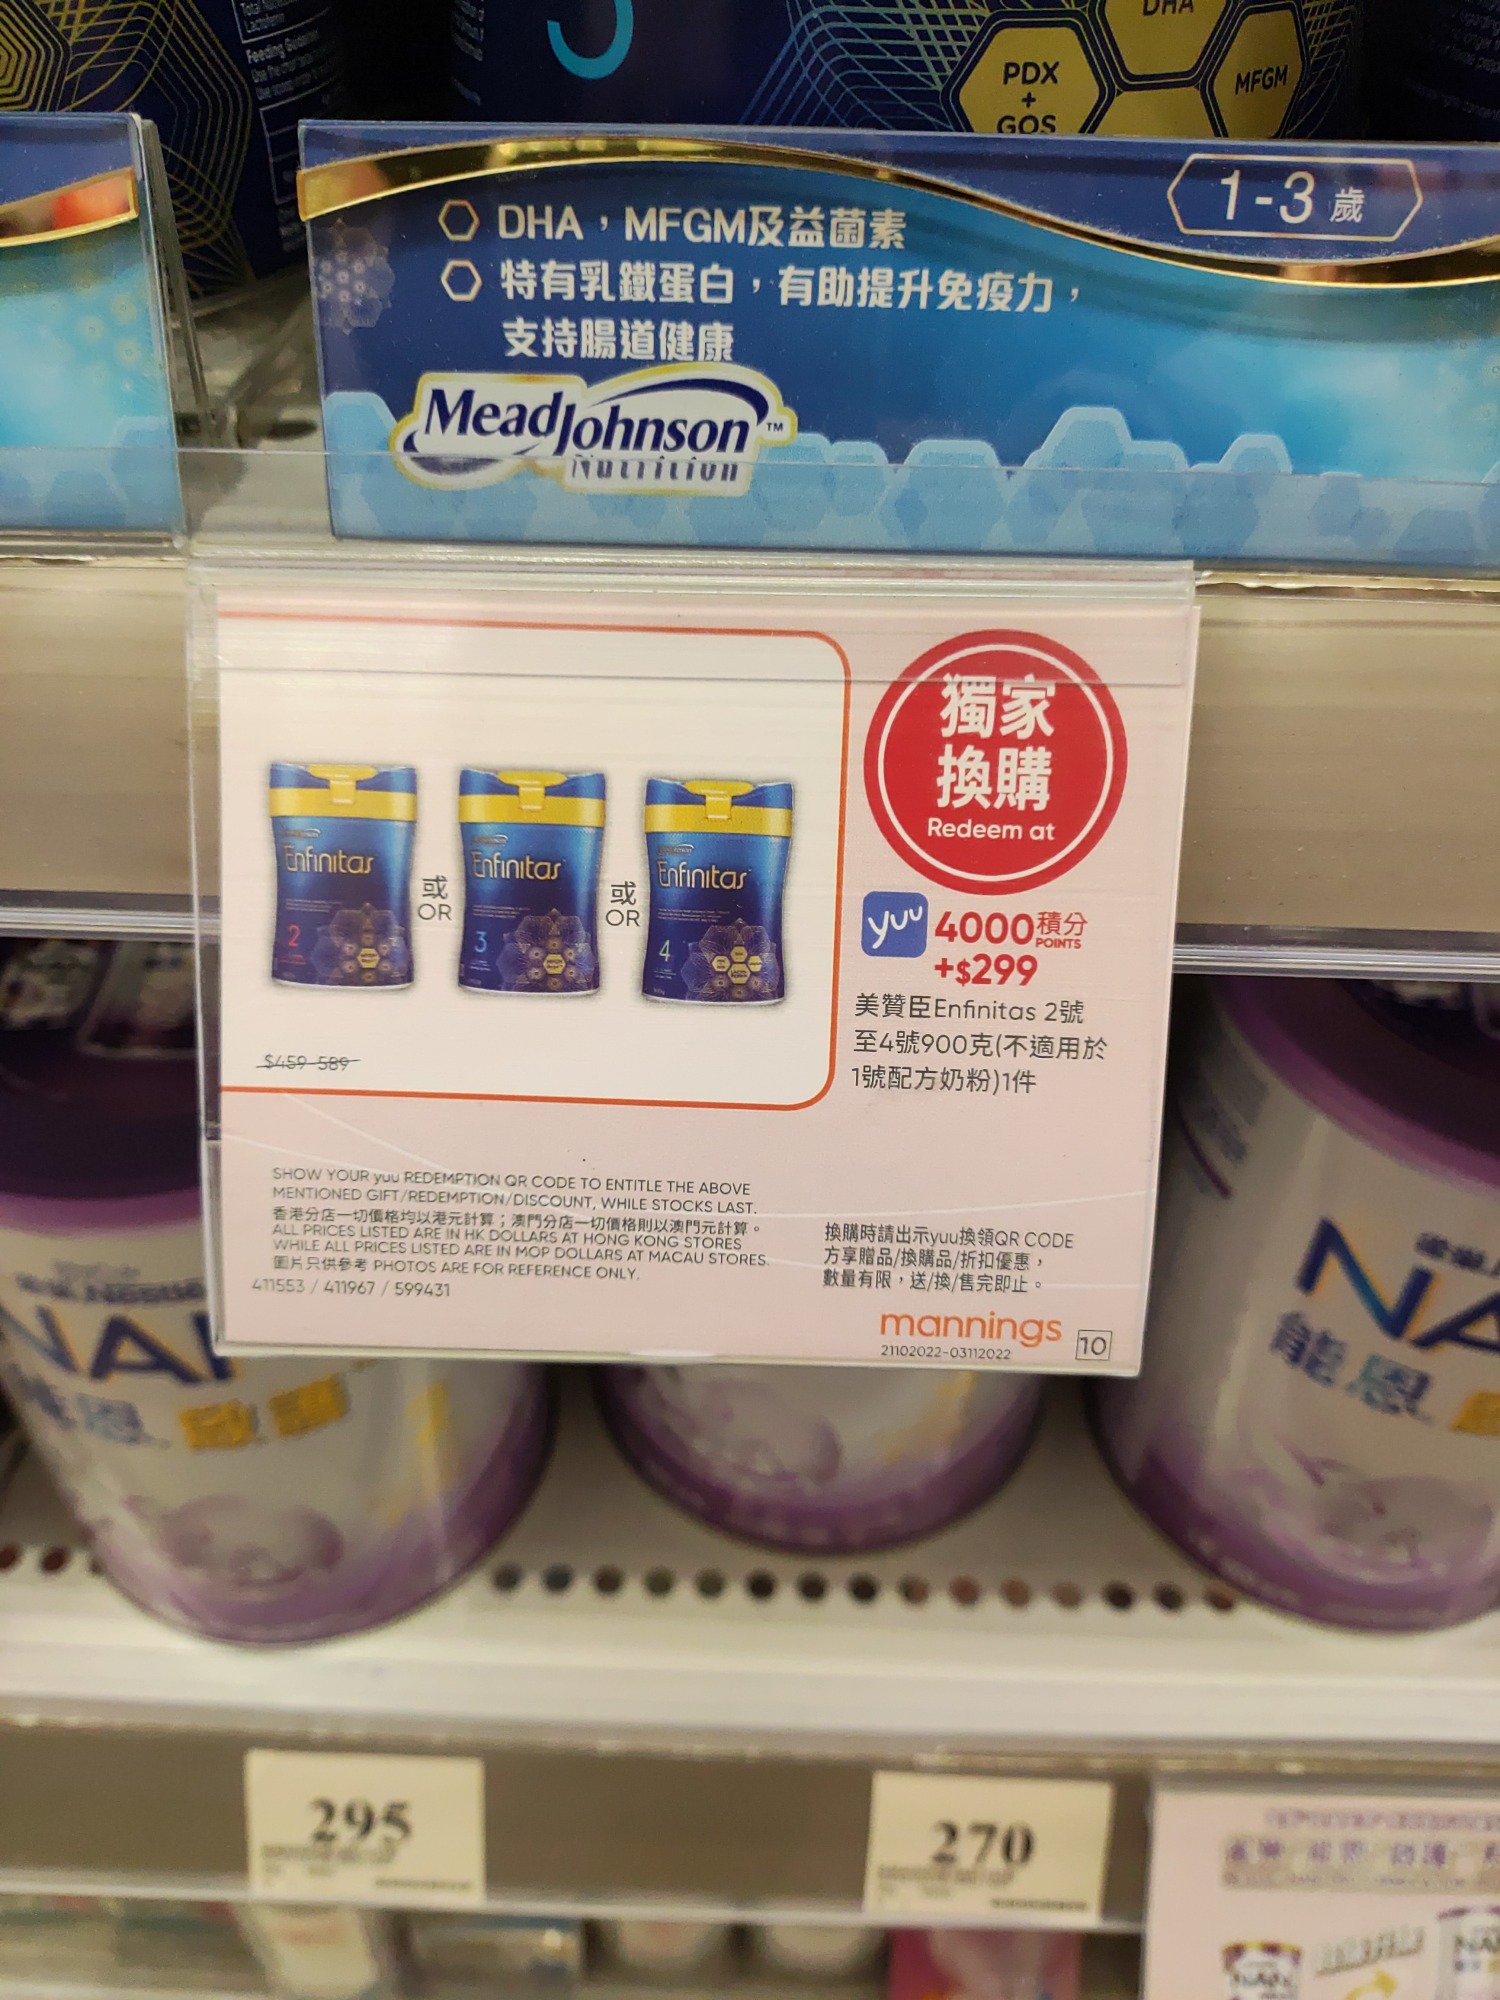 Feeding Guide
DHA
PDX
+
GOS
MFGM
1-3 歲
DHA，MFGM及益菌素
特有乳鐵蛋白，有助提升免疫力，
支持腸道健康
MeadJohnson™
Nutrition
獨家
換購
Redeem at
Enfinitas
2
或
OR
Enfinitas
3
或
OR
Enfinitas
4
yuu 4000積分
POINTS
+$299
美贊臣Enfinitas 2號
至4號900克(不適用於
1號配方奶粉)1件
$459-589
SHOW YOUR yuu REDEMPTION QR CODE TO ENTITLE THE ABOVE
MENTIONED GIFT/REDEMPTION/DISCOUNT, WHILE STOCKS LAST.
香港分店一切價格均以港元計算；澳門分店一切價格則以澳門元計算。
ALL PRICES LISTED ARE IN HK DOLLARS AT HONG KONG STORES
WHILE ALL PRICES LISTED ARE IN MOP DOLLARS AT MACAU STORES.
圖片只供參考 PHOTOS ARE FOR REFERENCE ONLY.
411553 / 411967 / 599431
換購時請出示yuu換領QR CODE
方享贈品/換購品/折扣優惠，
數量有限，送/換/售完即止。
mannings
21102022-03112022
10
NA
能恩
295
270